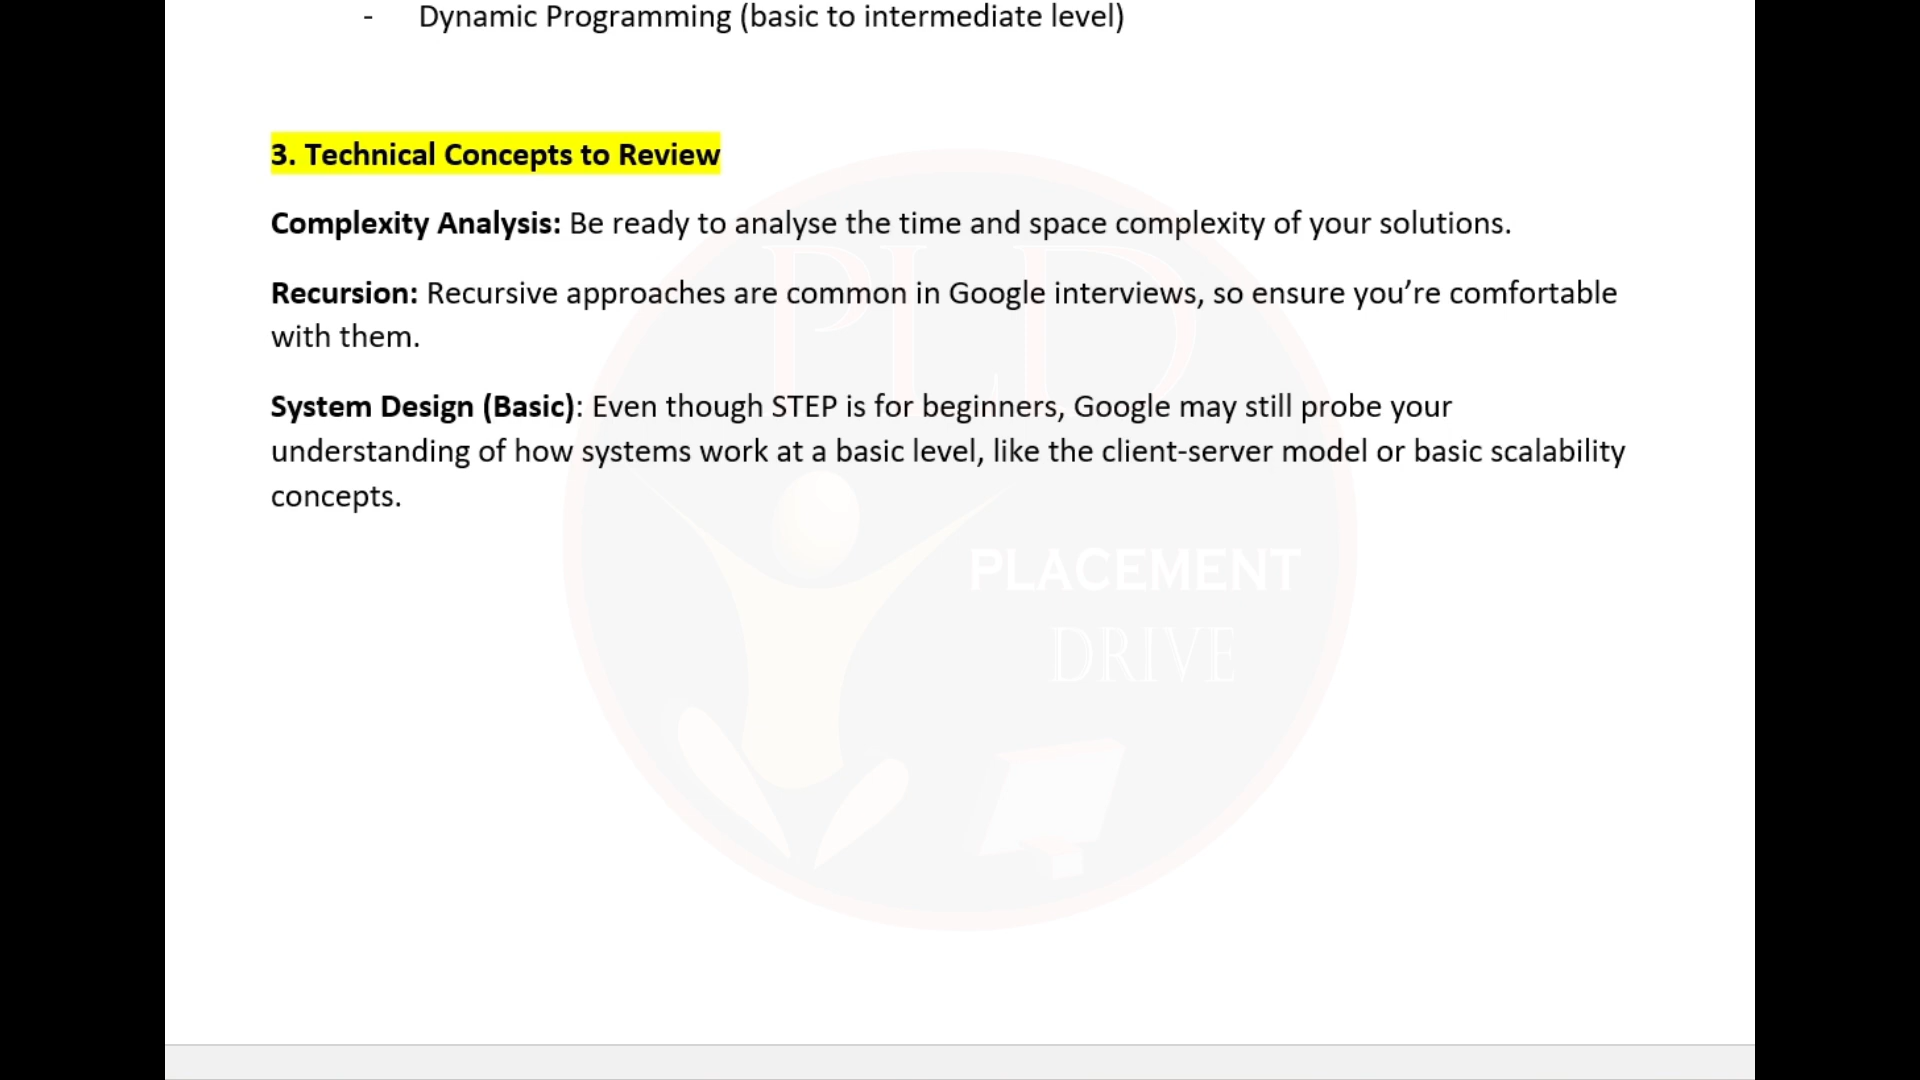 - Dynamic Programming (basic to intermediate level)
3. Technical Concepts to Review
Complexity Analysis: Be ready to analyse the time and space complexity of your solutions.
Recursion: Recursive approaches are common in Google interviews, so ensure you’re comfortable
with them.
System Design (Basic): Even though STEP is for beginners, Google may still probe your
understanding of how systems work at a basic level, like the client-server model or basic scalability
concepts.
PLD
PLACEMENT
DRIVE